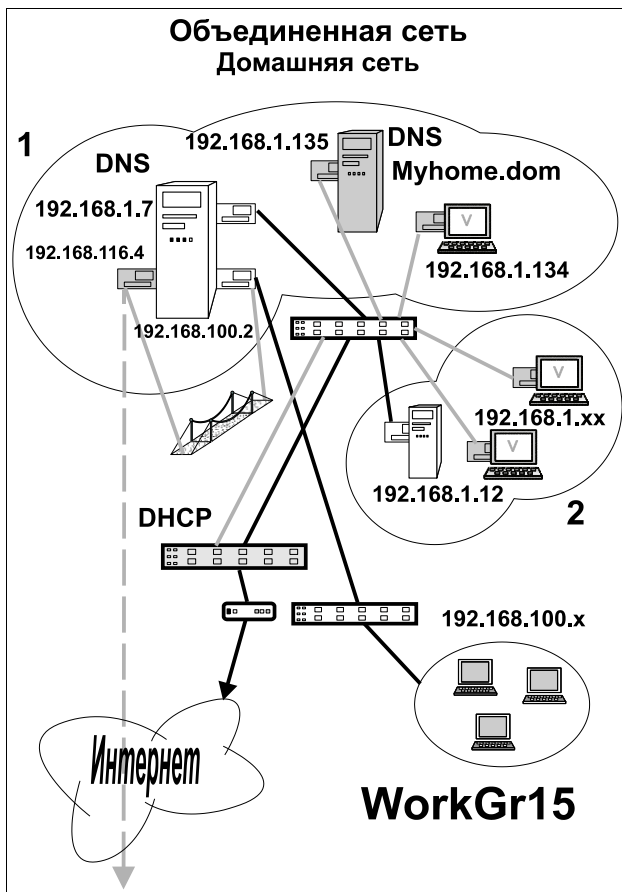 Объединенная сеть
Домашняя сеть
1
192.168.1.135
DNS
DNS
Myhome.dom
192.168.1.7
192.168.116.4
192.168.1.134
192.168.100.2
192.168.1.xx
192.168.1.12
2
DHCP
192.168.100.x
Интернет
WorkGr15